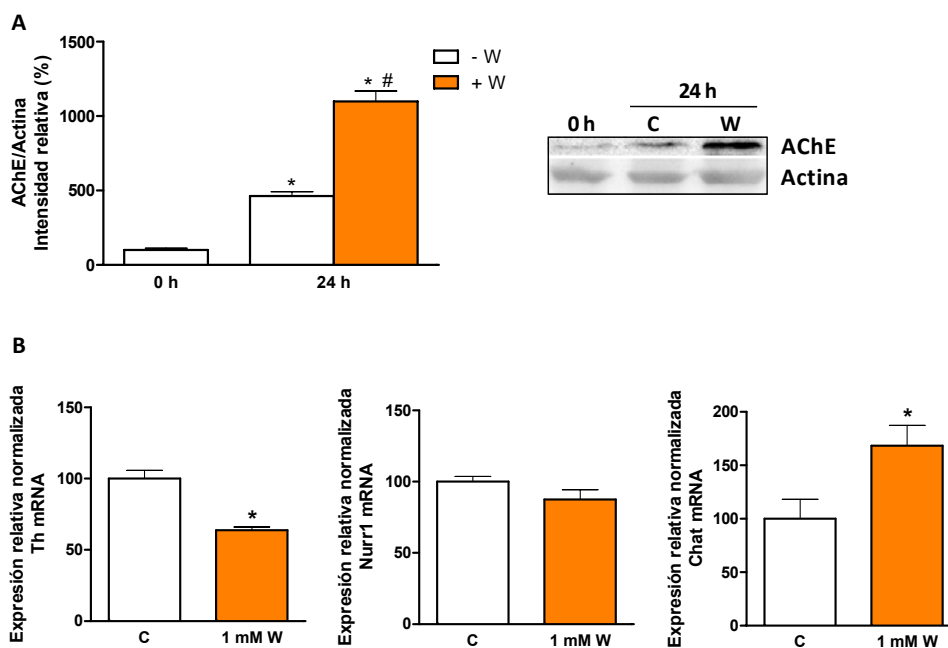 A
AChE/Actina
Intensidad relativa (%)
1500
1000
500
0
- W
+ W
*
* #
0 h
24 h
24 h
0 h
C
W
AChE
Actina
B
Expresión relativa normalizada
Th mRNA
150
100
50
0
*
C
1 mM W
Expresión relativa normalizada
Nurr1 mRNA
150
100
50
0
C
1 mM W
Expresión relativa normalizada
Chat mRNA
200
150
100
50
0
*
C
1 mM W